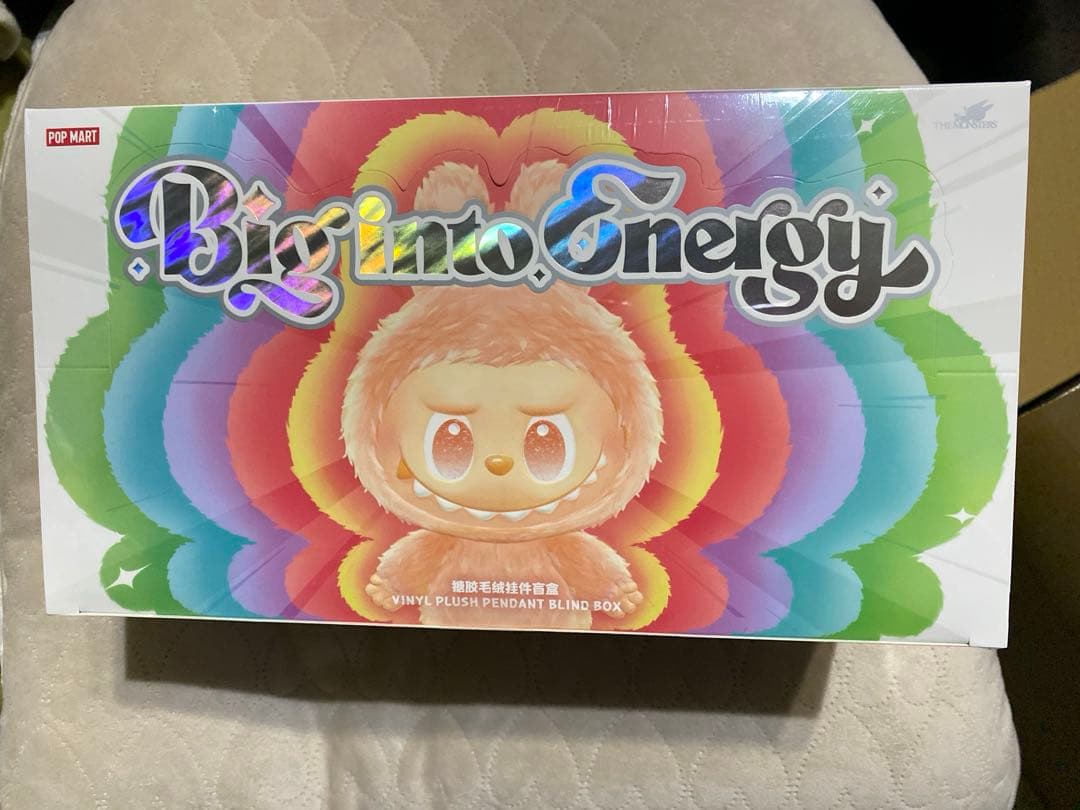 POP MART
THE MONSTERS
Big into Energy
搪胶毛绒挂件盲盒
VINYL PLUSH PENDANT BLIND BOX